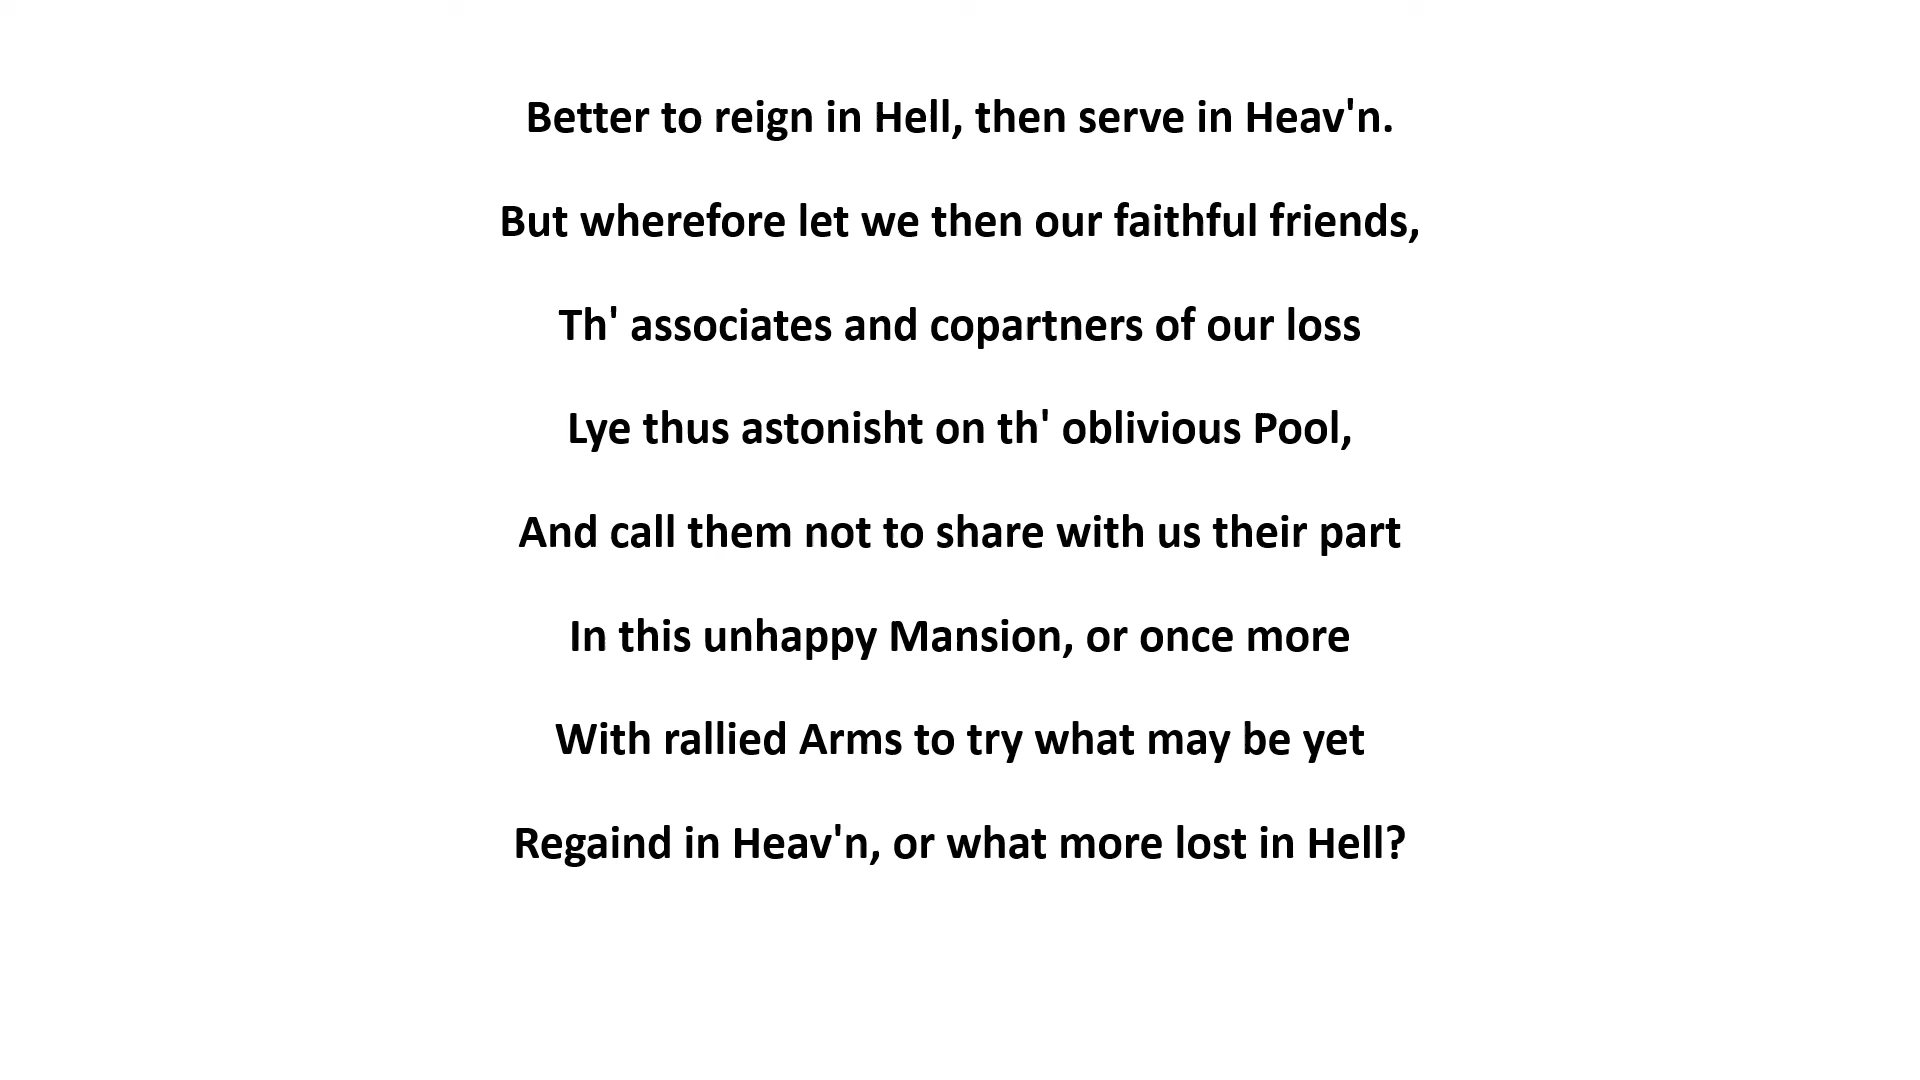 Better to reign in Hell, then serve in Heav'n.
But wherefore let we then our faithful friends,
Th' associates and copartners of our loss
Lye thus astonisht on th' oblivious Pool,
And call them not to share with us their part
In this unhappy Mansion, or once more
With rallied Arms to try what may be yet
Regaind in Heav'n, or what more lost in Hell?